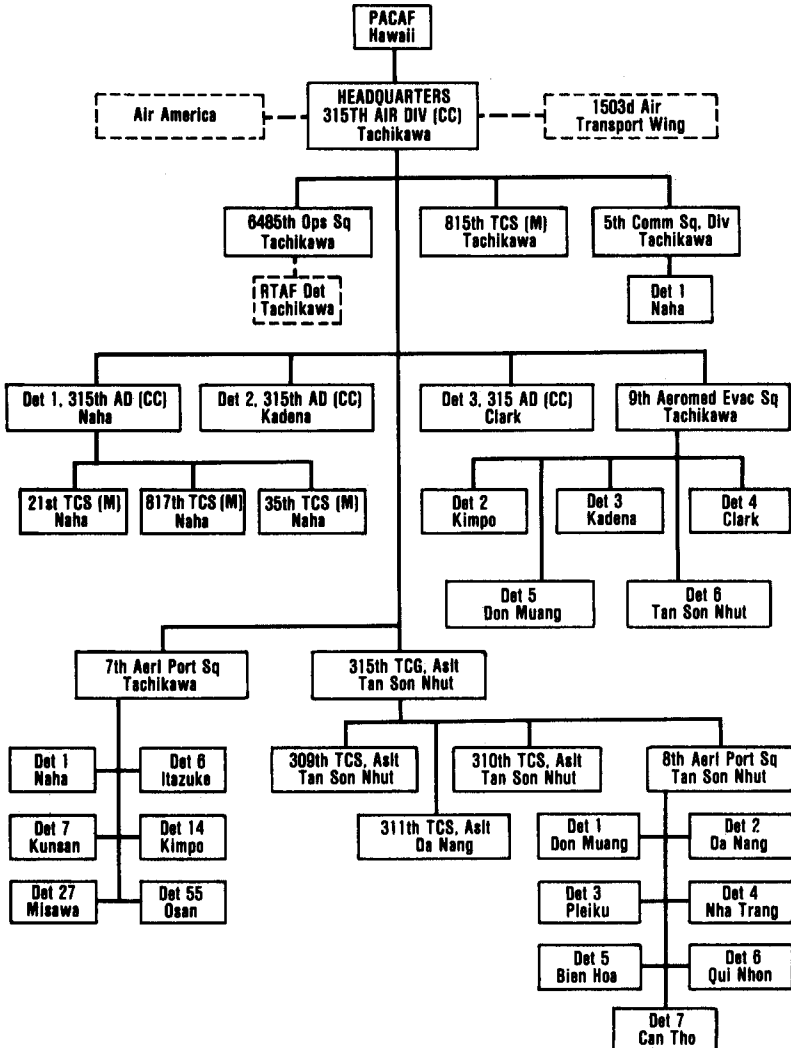 PACAF
Hawaii
Air America
HEADQUARTERS
315TH AIR DIV (CC)
Tachikawa
1503d Air
Transport Wing
6485th Ops Sq
Tachikawa
815th TCS (M)
Tachikawa
5th Comm Sq, Div
Tachikawa
RTAF Det
Tachikawa
Det 1
Naha
Det 1, 315th AD (CC)
Naha
Det 2, 315th AD (CC)
Kadena
Det 3, 315 AD (CC)
Clark
9th Aeromed Evac Sq
Tachikawa
21st TCS (M)
Naha
817th TCS (M)
Naha
35th TCS (M)
Naha
Det 2
Kimpo
Det 3
Kadena
Det 4
Clark
Det 5
Don Muang
Det 6
Tan Son Nhut
7th Aerl Port Sq
Tachikawa
315th TCG, Aslt
Tan Son Nhut
Det 1
Naha
Det 6
Itazuke
Det 7
Kunsan
Det 14
Kimpo
Det 27
Misawa
Det 55
Osan
309th TCS, Aslt
Tan Son Nhut
310th TCS, Aslt
Tan Son Nhut
8th Aerl Port Sq
Tan Son Nhut
311th TCS, Aslt
Da Nang
Det 1
Don Muang
Det 2
Da Nang
Det 3
Pleiku
Det 4
Nha Trang
Det 5
Bien Hoa
Det 6
Qui Nhon
Det 7
Can Tho